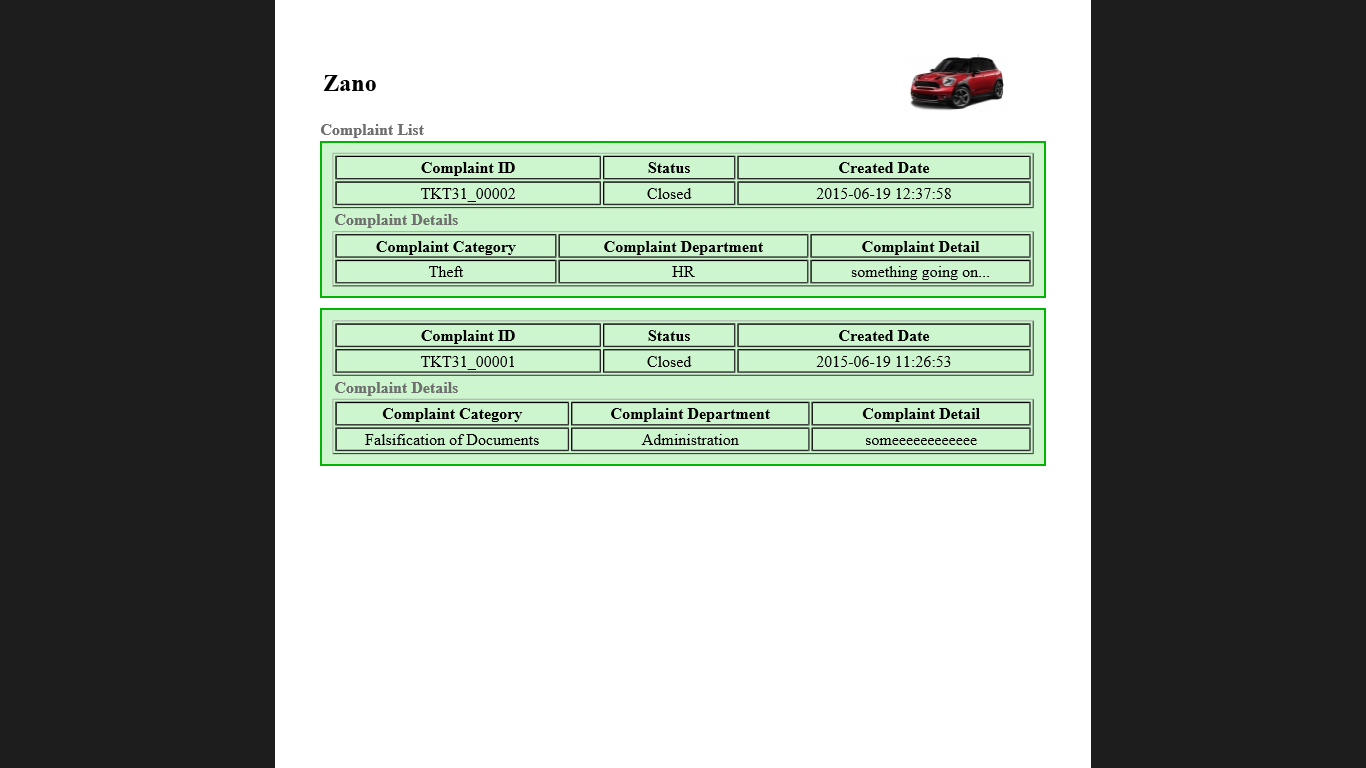 Zano
Complaint List
Complaint ID Status Created Date
TKT31_00002 Closed 2015-06-19 12:37:58
Complaint Details
Complaint Category Complaint Department Complaint Detail
Theft HR something going on...
Complaint ID Status Created Date
TKT31_00001 Closed 2015-06-19 11:26:53
Complaint Details
Complaint Category Complaint Department Complaint Detail
Falsification of Documents Administration someeeeeeeeeeee